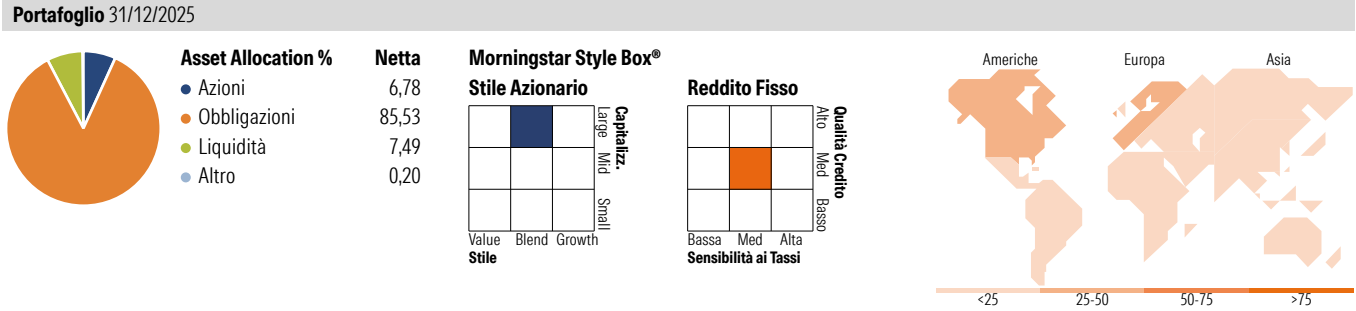 Portafoglio 31/12/2025
Asset Allocation % Netta
Azioni 6,78
Obbligazioni 85,53
Liquidità 7,49
Altro 0,20
Morningstar Style Box®
Stile Azionario
Large
Mid
Small
Capitalizz.
Value Blend Growth
Stile
Reddito Fisso
Alto
Med
Basso
Qualità Credito
Bassa Med Alta
Sensibilità ai Tassi
Americhe Europa Asia
<25 25-50 50-75 >75